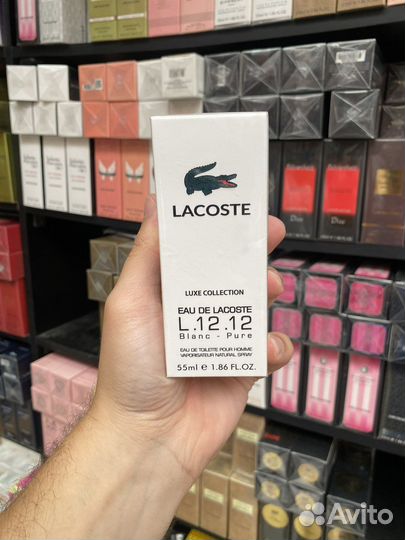 LACOSTE
LUXE COLLECTION
EAU DE LACOSTE
L.12.12
Blanc - Pure
EAU DE TOILETTE POUR HOMME
VAPORISATEUR NATURAL SPRAY
55ml e 1.86 FL.OZ.
Dior
Avito